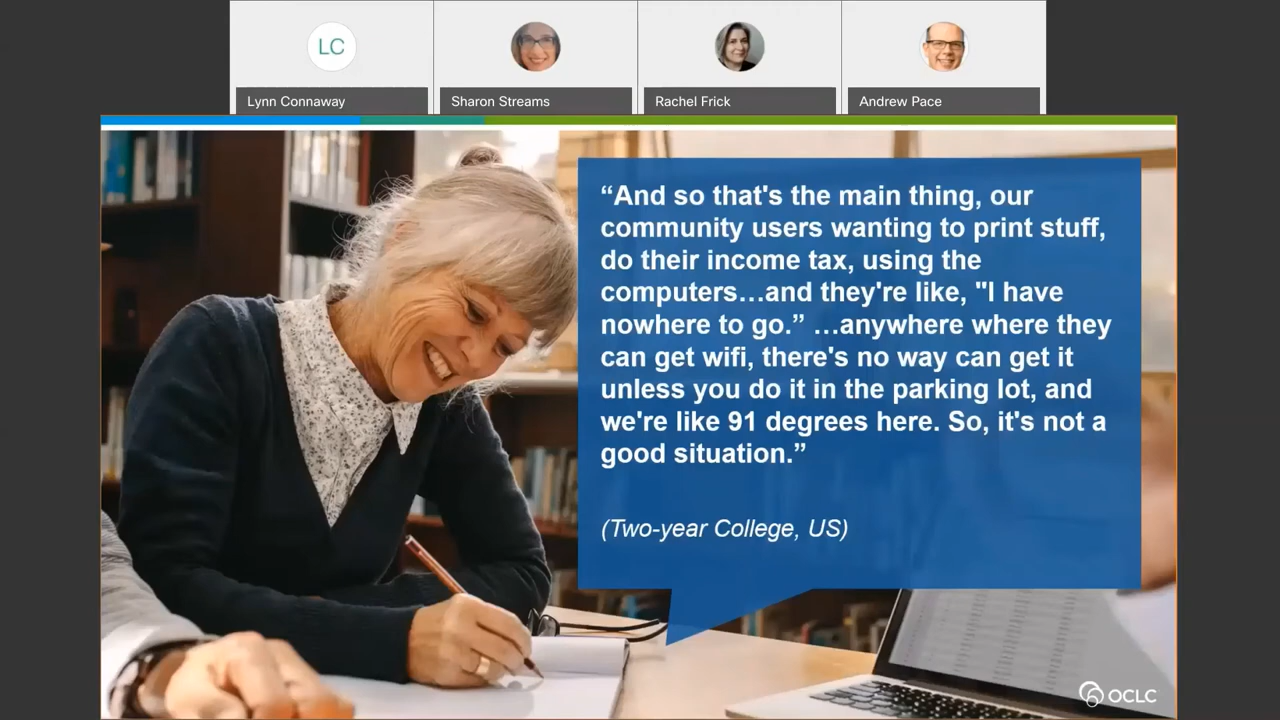 LC
Lynn Connaway
Sharon Streams
Rachel Frick
Andrew Pace
“And so that's the main thing, our
community users wanting to print stuff,
do their income tax, using the
computers…and they're like, "I have
nowhere to go.” …anywhere where they
can get wifi, there's no way can get it
unless you do it in the parking lot, and
we're like 91 degrees here. So, it's not a
good situation.”
(Two-year College, US)
OCLC